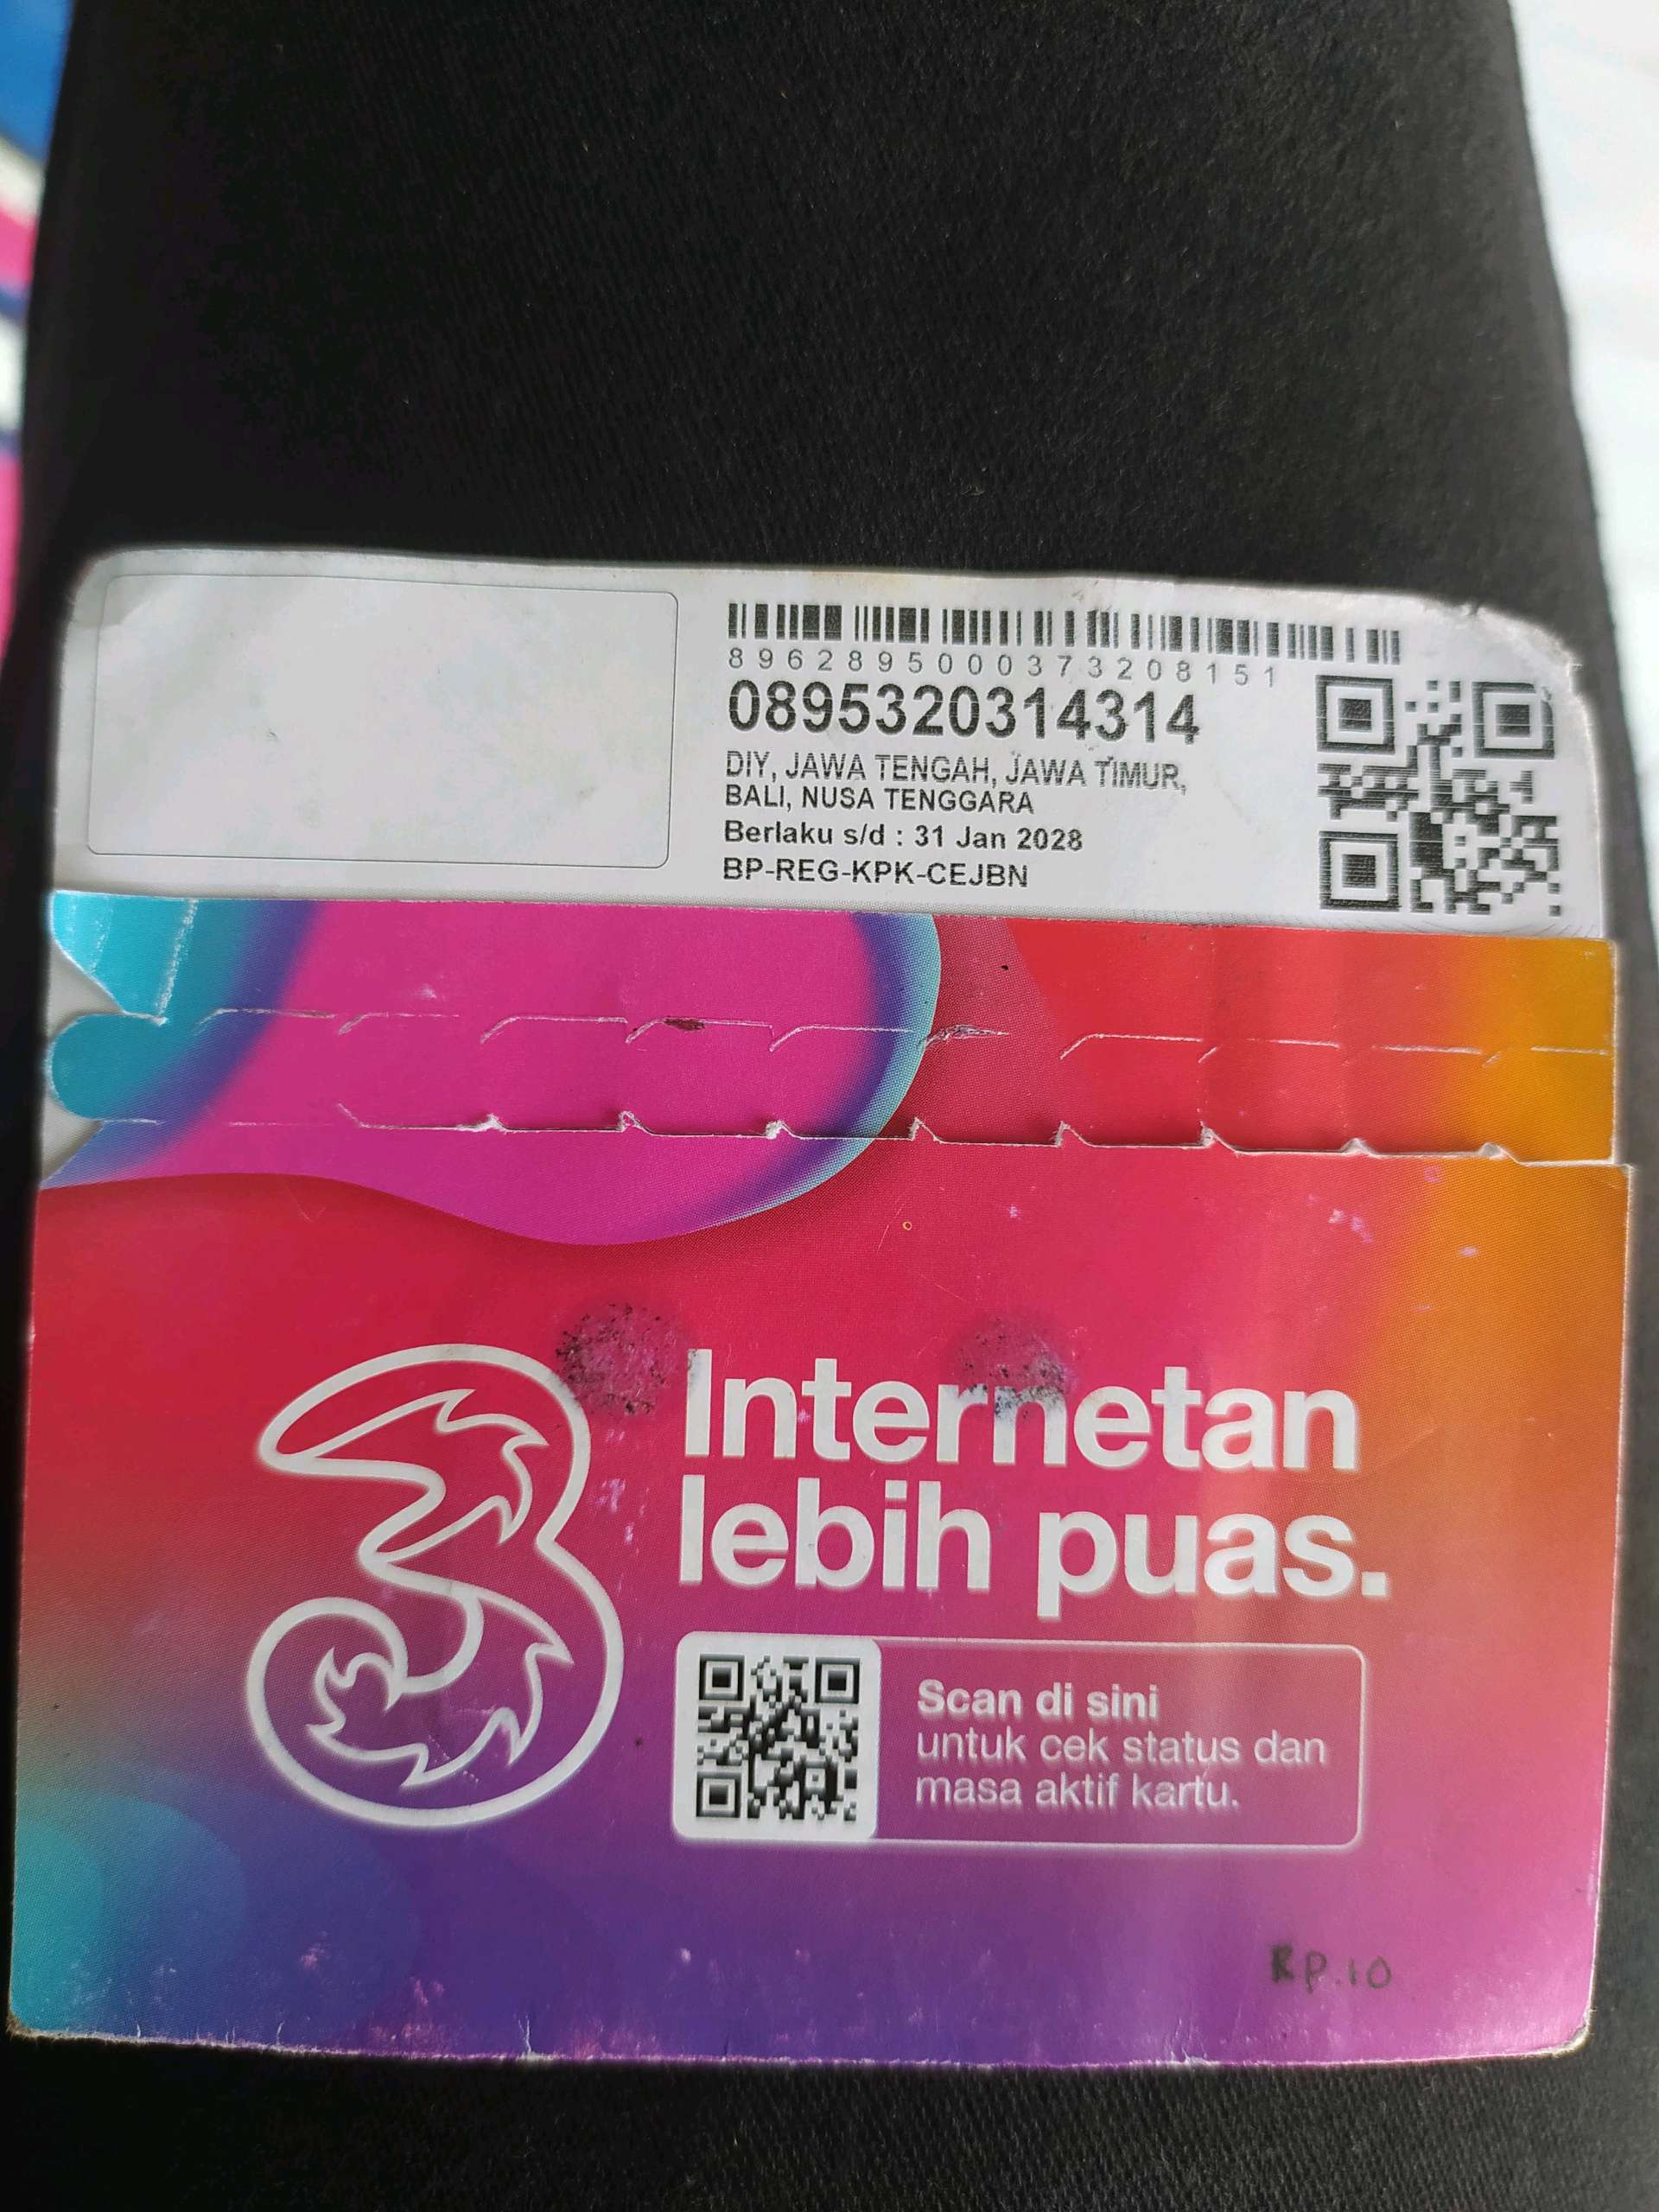 8962895000373208151
0895320314314
DIY, JAWA TENGAH, JAWA TIMUR,
BALI, NUSA TENGGARA
Berlaku s/d : 31 Jan 2028
BP-REG-KPK-CEJBN
3
Internetan
lebih puas.
Scan di sini
untuk cek status dan
masa aktif kartu.
RP.10